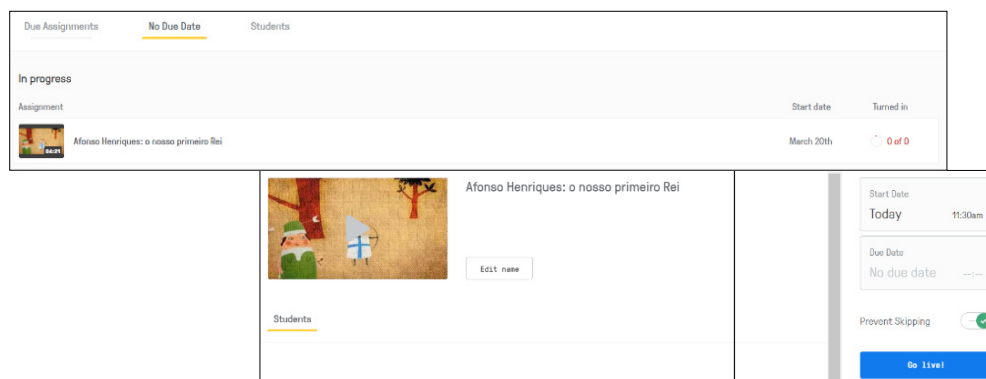 Due Assignments No Due Date Students
In progress
Assignment Start date Turned in
04:21
Afonso Henriques: o nosso primeiro Rei March 20th 0 of 0
Afonso Henriques: o nosso primeiro Rei
Edit name
Students
Start Date
Today 11:30am
Due Date
No due date --:--
Prevent Skipping
Go live!